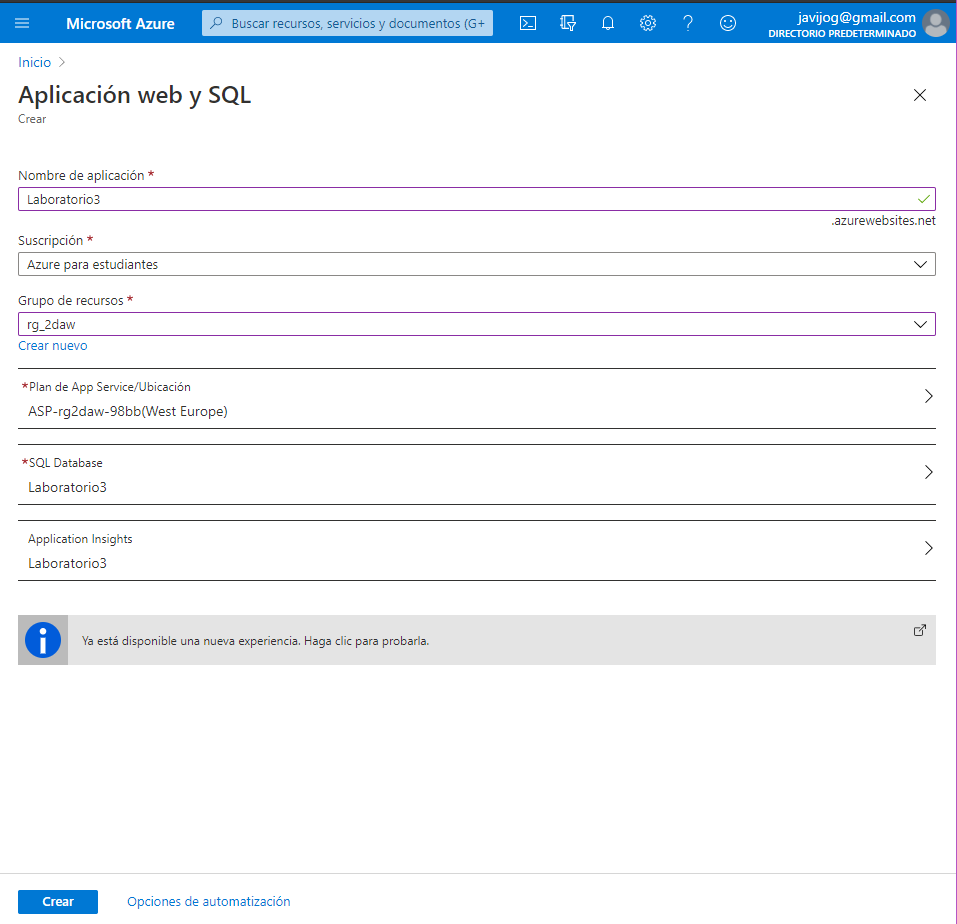 Microsoft Azure
Buscar recursos, servicios y documentos (G+
javijog@gmail.com
DIRECTORIO PREDETERMINADO
Inicio
Aplicación web y SQL
Crear
Nombre de aplicación *
Laboratorio3
.azurewebsites.net
Suscripción *
Azure para estudiantes
Grupo de recursos *
rg_2daw
Crear nuevo
*Plan de App Service/Ubicación
ASP-rg2daw-98bb(West Europe)
*SQL Database
Laboratorio3
Application Insights
Laboratorio3
Ya está disponible una nueva experiencia. Haga clic para probarla.
Crear
Opciones de automatización